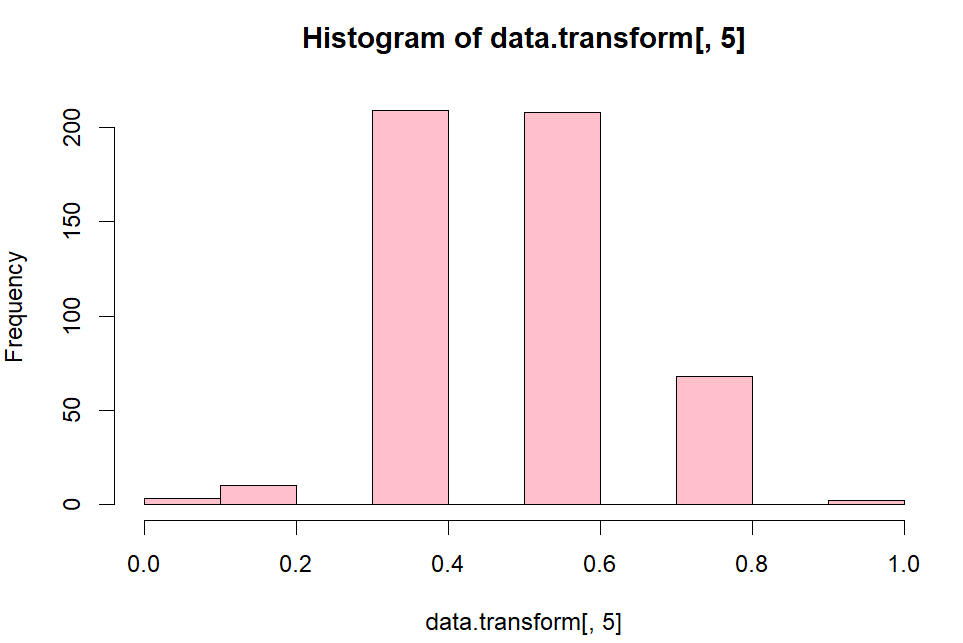 Histogram of data.transform[, 5]
Frequency
200
150
100
50
0
0.0 0.2 0.4 0.6 0.8 1.0
data.transform[, 5]